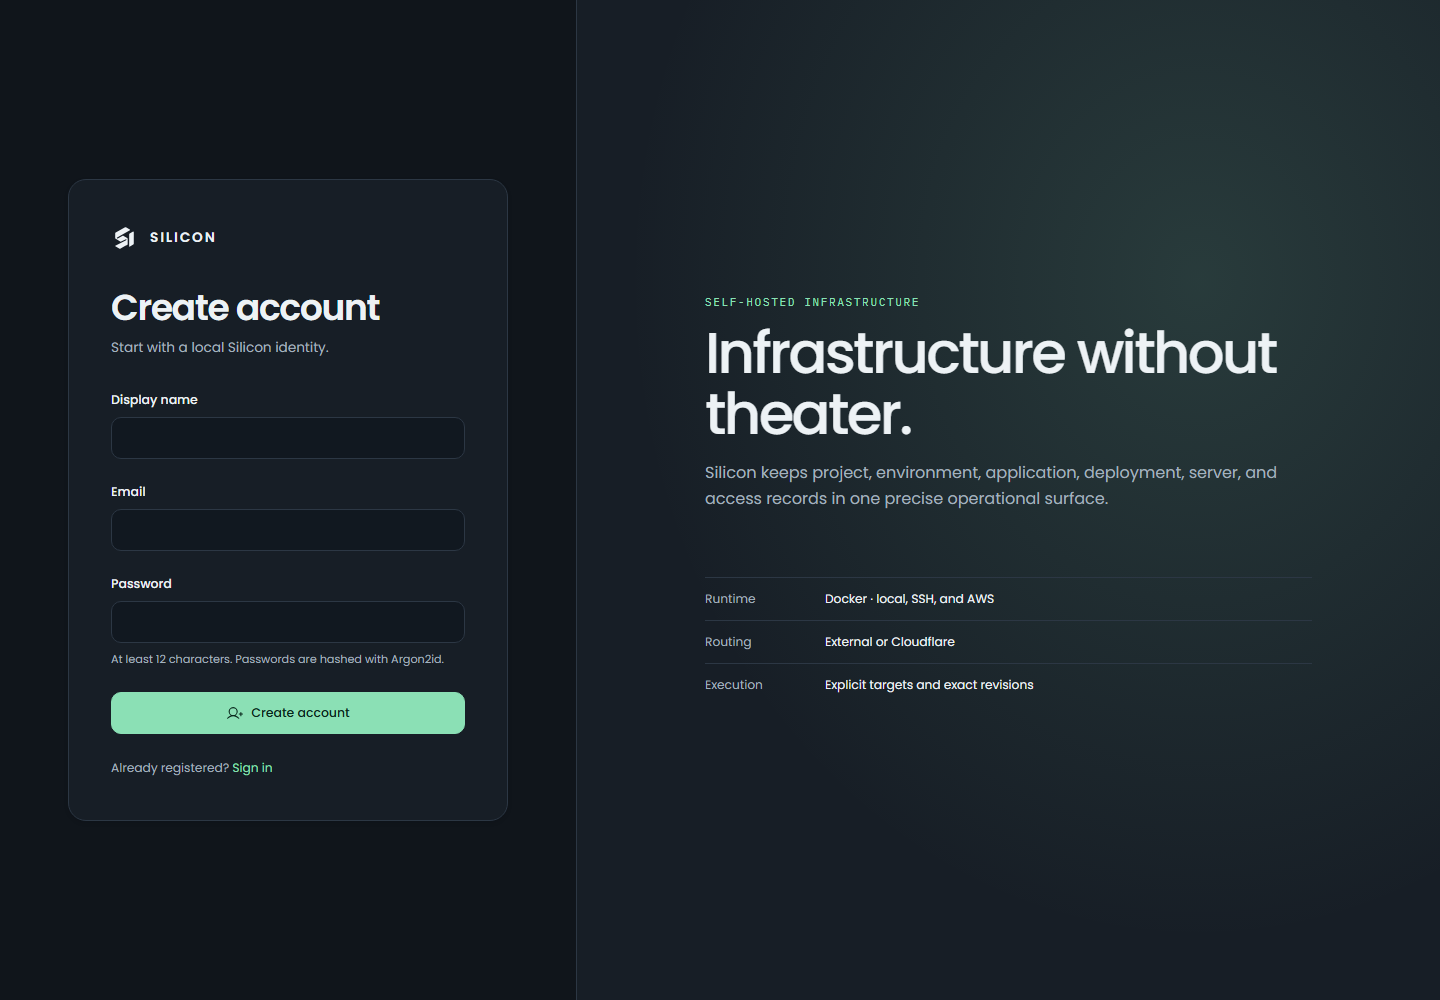 SILICON
Create account
Start with a local Silicon identity.
Display name
Email
Password
At least 12 characters. Passwords are hashed with Argon2id.
Create account
Already registered? Sign in
SELF-HOSTED INFRASTRUCTURE
Infrastructure without
theater.
Silicon keeps project, environment, application, deployment, server, and
access records in one precise operational surface.
Runtime Docker · local, SSH, and AWS
Routing External or Cloudflare
Execution Explicit targets and exact revisions